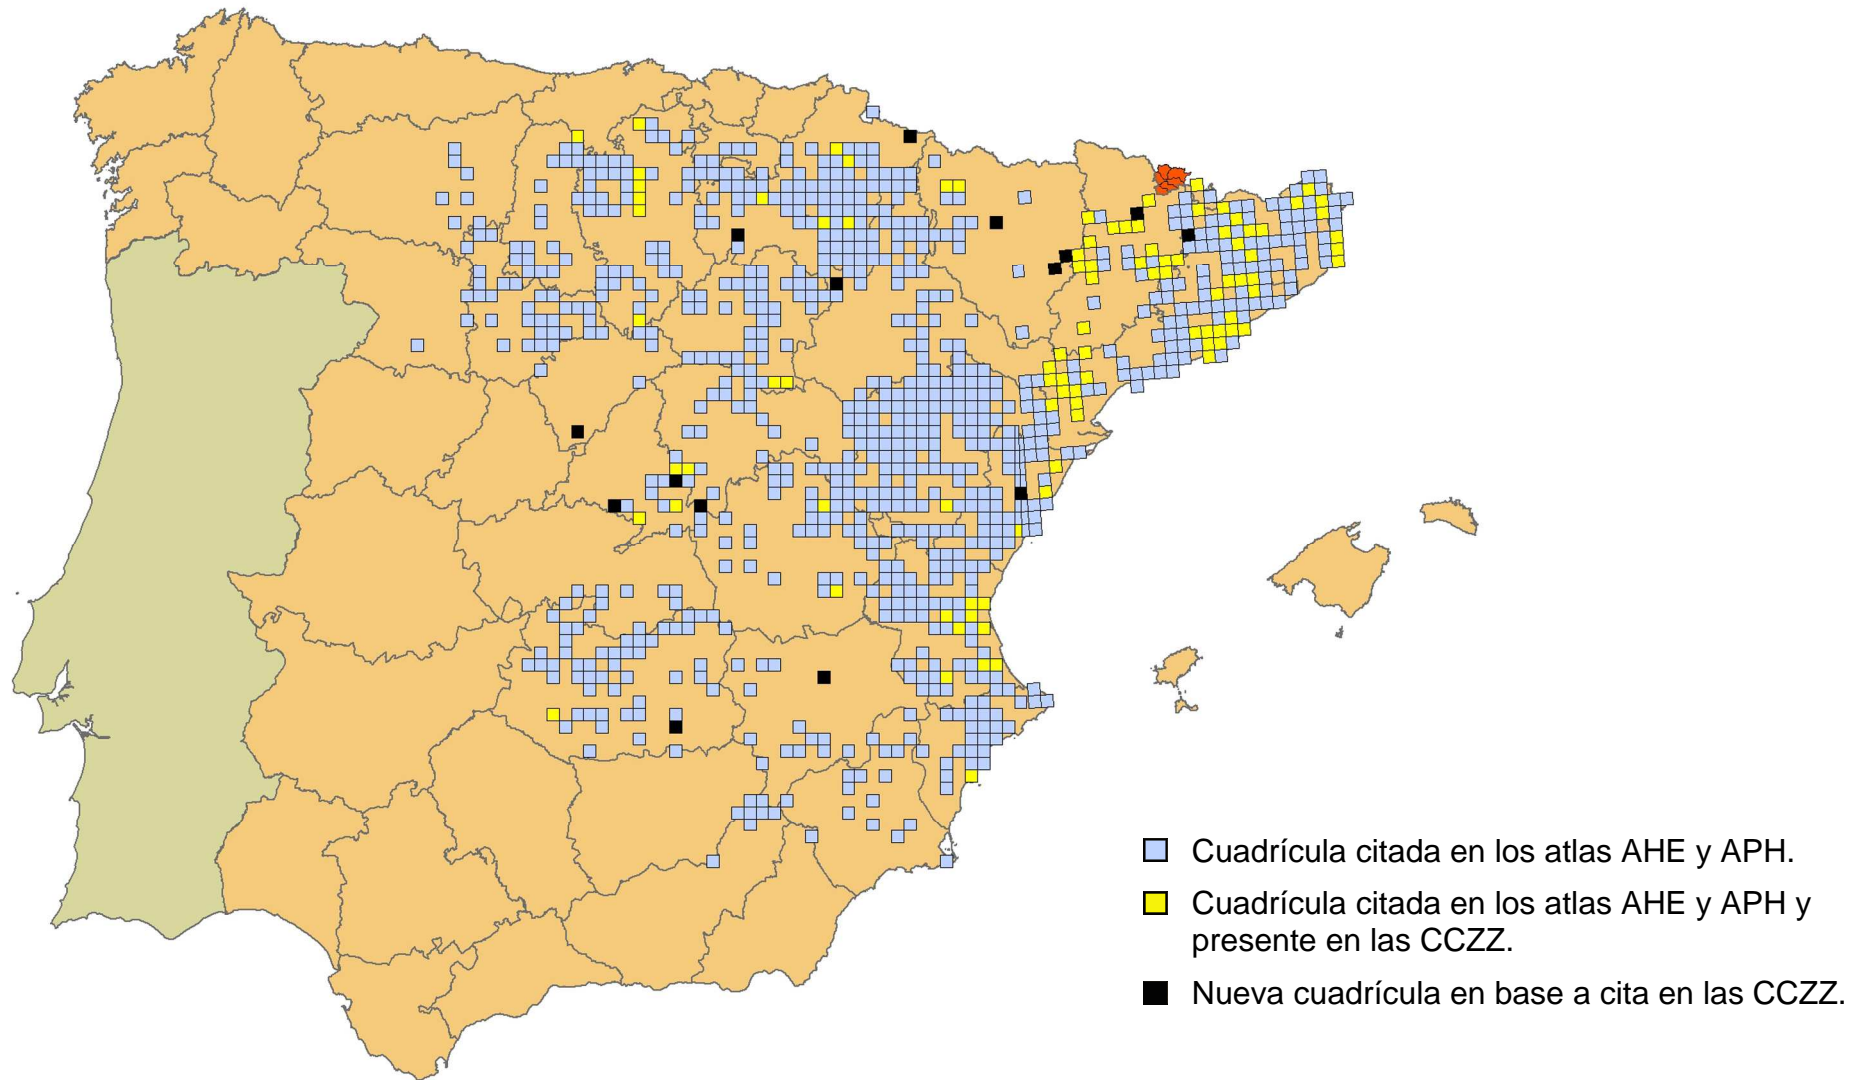 Cuadrícula citada en los atlas AHE y APH.
Cuadrícula citada en los atlas AHE y APH y
presente en las CCZZ.
Nueva cuadrícula en base a cita en las CCZZ.